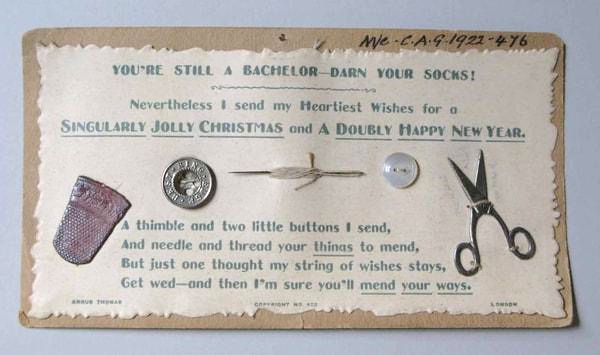 M/C - C.A.G. 1922-476
YOU'RE STILL A BACHELOR—DARN YOUR SOCKS!
Nevertheless I send my Heartiest Wishes for a
SINGULARLY JOLLY CHRISTMAS and A DOUBLY HAPPY NEW YEAR.
A thimble and two little buttons I send,
And needle and thread your things to mend,
But just one thought my string of wishes stays,
Get wed—and then I'm sure you'll mend your ways.
ANGUS THOMAS COPYRIGHT NO. 402 LONDON